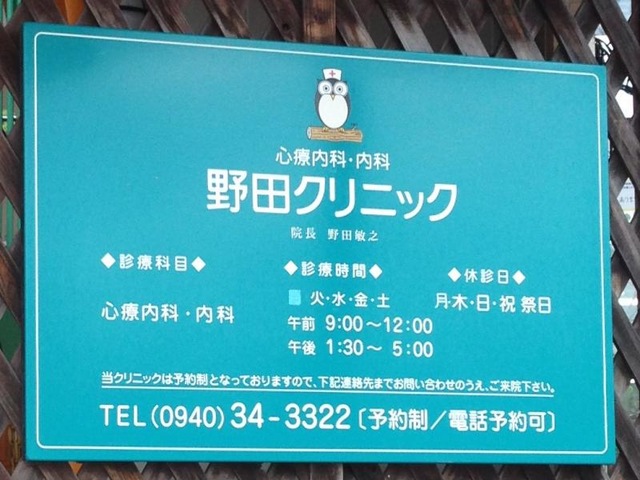 心療内科・内科
野田クリニック
院長 野田敏之
◆診療科目◆
心療内科・内科
◆診療時間◆
火・水・金・土
午前 9:00〜12:00
午後 1:30〜 5:00
◆休診日◆
月・木・日・祝祭日
当クリニックは予約制となっておりますので、下記連絡先までお問い合わせのうえ、ご来院下さい。
TEL(0940)34-3322〔予約制／電話予約可〕